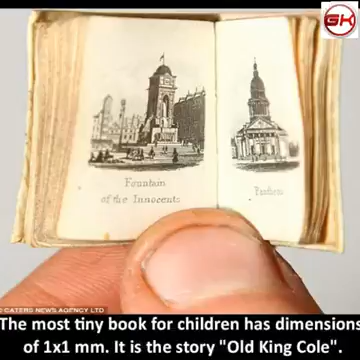 GK
Fountain
of the Innocents
Pantheon
© CATERS NEWS AGENCY LTD
The most tiny book for children has dimensions
of 1x1 mm. It is the story "Old King Cole".